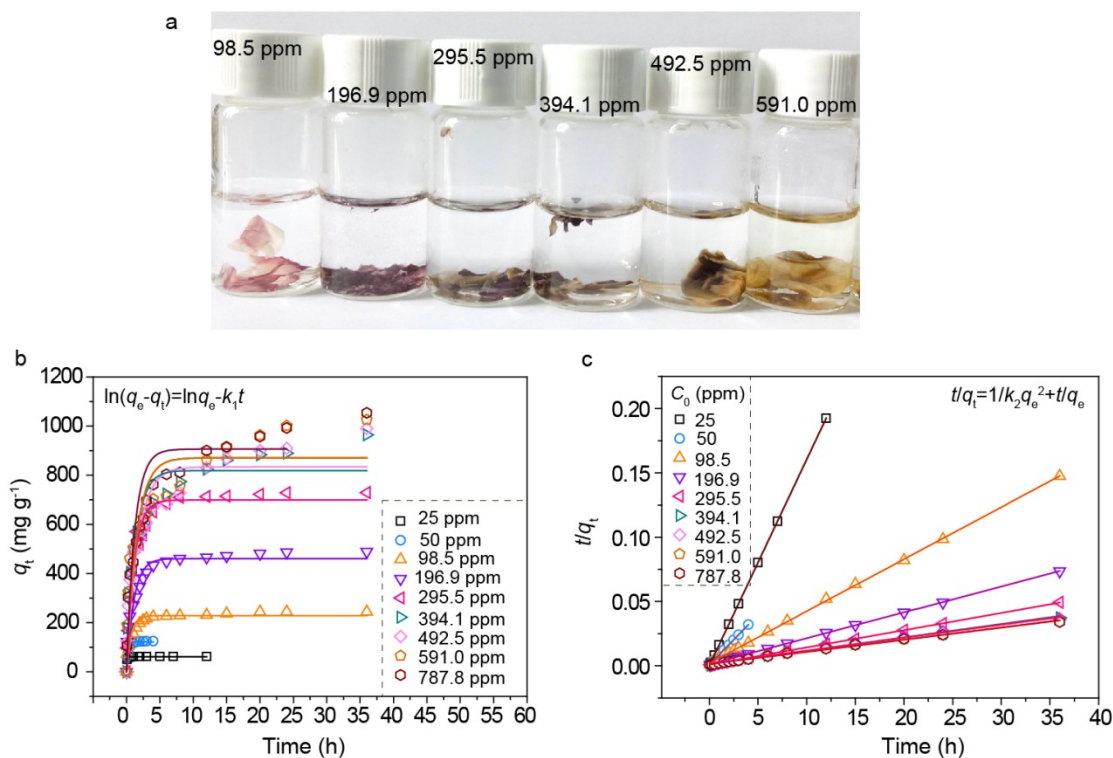 a
98.5 ppm
196.9 ppm
295.5 ppm
394.1 ppm
492.5 ppm
591.0 ppm
b
ln(qe-qt)=lnqe-k1t
qt (mg g-1)
1200
1000
800
600
400
200
0
25 ppm
50 ppm
98.5 ppm
196.9 ppm
295.5 ppm
394.1 ppm
492.5 ppm
591.0 ppm
787.8 ppm
0 5 10 15 20 25 30 35 40 45 50 55 60
Time (h)
c
C0 (ppm)
25
50
98.5
196.9
295.5
394.1
492.5
591.0
787.8
t/qt=1/k2qe2+t/qe
t/qt
0.20
0.15
0.10
0.05
0.00
0 5 10 15 20 25 30 35 40
Time (h)